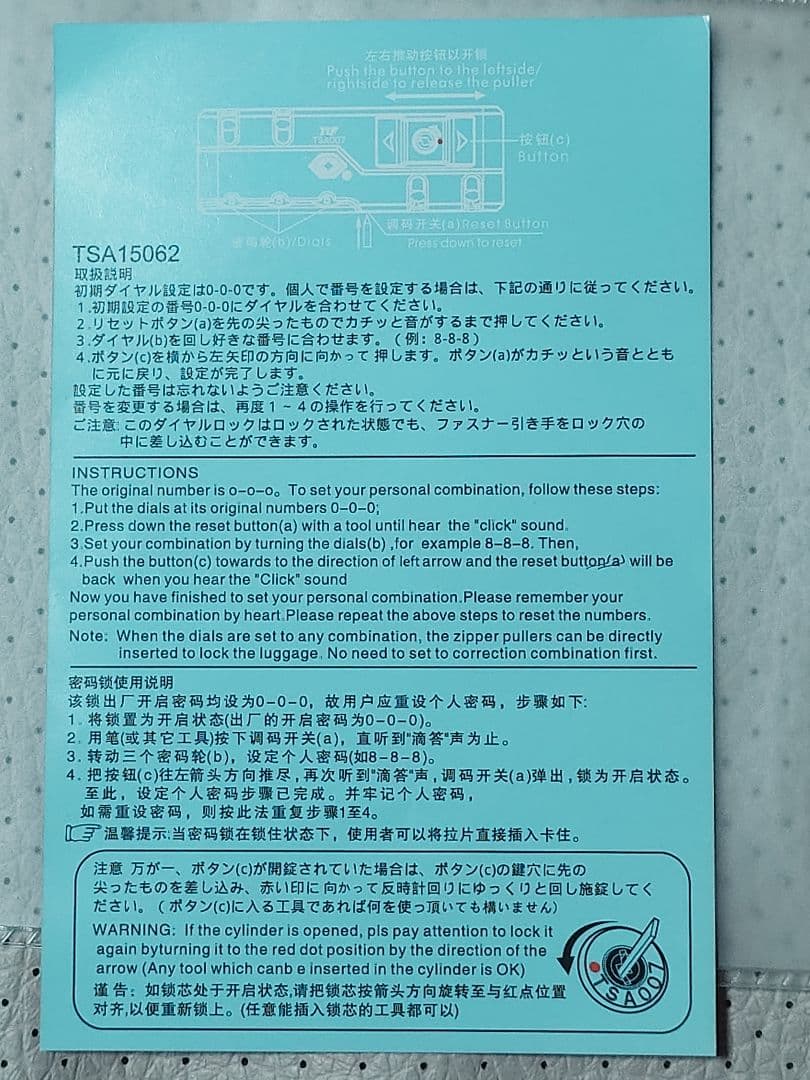 左右推动按钮以开锁
Push the button to the leftside/
rightside to release the puller
TSA007
按钮(c)
Button
调码开关(a)Reset Button
密码轮(b)/Dials
Press down to reset
TSA15062
取扱説明
初期ダイヤル設定は0-0-0です。個人で番号を設定する場合は、下記の通りに従ってください。
1.初期設定の番号0-0-0にダイヤルを合わせてください。
2.リセットボタン(a)を先の尖ったものでカチッと音がするまで押してください。
3.ダイヤル(b)を回し好きな番号に合わせます。(例：8-8-8）
4.ボタン(c)を横から左矢印の方向に向かって押します。ボタン(a)がカチッという音ととも
に元に戻り、設定が完了します。
設定した番号は忘れないようご注意ください。
番号を変更する場合は、再度1～4の操作を行ってください。
ご注意:このダイヤルロックはロックされた状態でも、ファスナー引き手をロック穴の
中に差し込むことができます。
INSTRUCTIONS
The original number is o-o-o。To set your personal combination, follow these steps:
1.Put the dials at its original numbers 0-0-0;
2.Press down the reset button(a) with a tool until hear the "click" sound.
3.Set your combination by turning the dials(b) ,for example 8-8-8. Then,
4.Push the button(c) towards to the direction of left arrow and the reset button(a) will be
back when you hear the "Click" sound
Now you have finished to set your personal combination.Please remember your
personal combination by heart.Please repeat the above steps to reset the numbers.
Note: When the dials are set to any combination, the zipper pullers can be directly
inserted to lock the luggage. No need to set to correction combination first.
密码锁使用说明
该锁出厂开启密码均设为0-0-0，故用户应重设个人密码，步骤如下:
1。将锁置为开启状态(出厂的开启密码为0-0-0)。
2。用笔(或其它工具)按下调码开关(a)，直听到"滴答"声为止。
3。转动三个密码轮(b)，设定个人密码(如8-8-8)。
4。把按钮(c)往左箭头方向推尽,再次听到"滴答"声,调码开关(a)弹出,锁为开启状态。
至此，设定个人密码步骤已完成。并牢记个人密码，
如需重设密码，则按此法重复步骤1至4。
温馨提示:当密码锁在锁住状态下，使用者可以将拉片直接插入卡住。
注意 万が一、ボタン(c)が開錠されていた場合は、ボタン(c)の鍵穴に先の
尖ったものを差し込み、赤い印に向かって反時計回りにゆっくりと回し施錠してく
ださい。（ボタン(c)に入る工具であれば何を使っ頂いても構いません）
WARNING: If the cylinder is opened, pls pay attention to lock it
again byturning it to the red dot position by the direction of the
arrow (Any tool which canb e inserted in the cylinder is OK)
谨告：如锁芯处于开启状态,请把锁芯按箭头方向旋转至与红点位置
对齐,以便重新锁上。(任意能插入锁芯的工具都可以)
TSA007